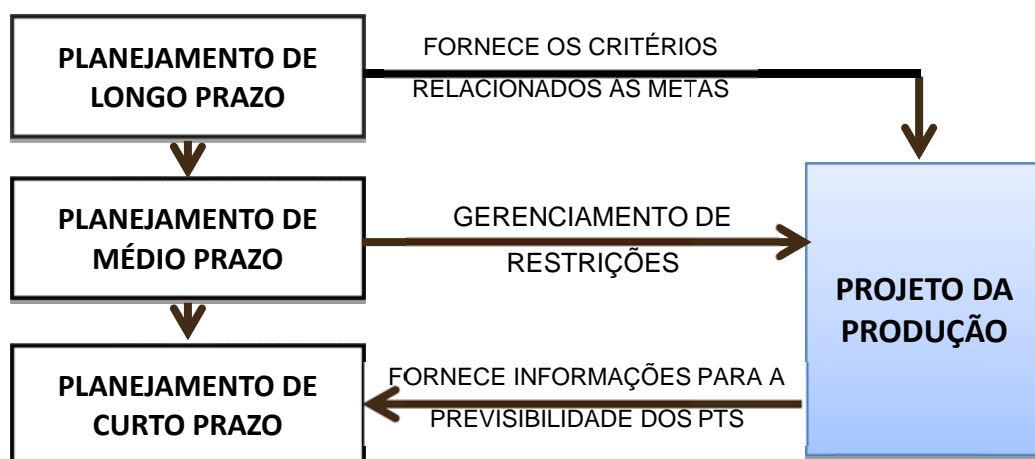 PLANEJAMENTO DE
LONGO PRAZO
FORNECE OS CRITÉRIOS
RELACIONADOS ÀS METAS
PLANEJAMENTO DE
MÉDIO PRAZO
GERENCIAMENTO DE
RESTRIÇÕES
PROJETO DA
PRODUÇÃO
PLANEJAMENTO DE
CURTO PRAZO
FORNECE INFORMAÇÕES PARA A
PREVISIBILIDADE DOS PTS